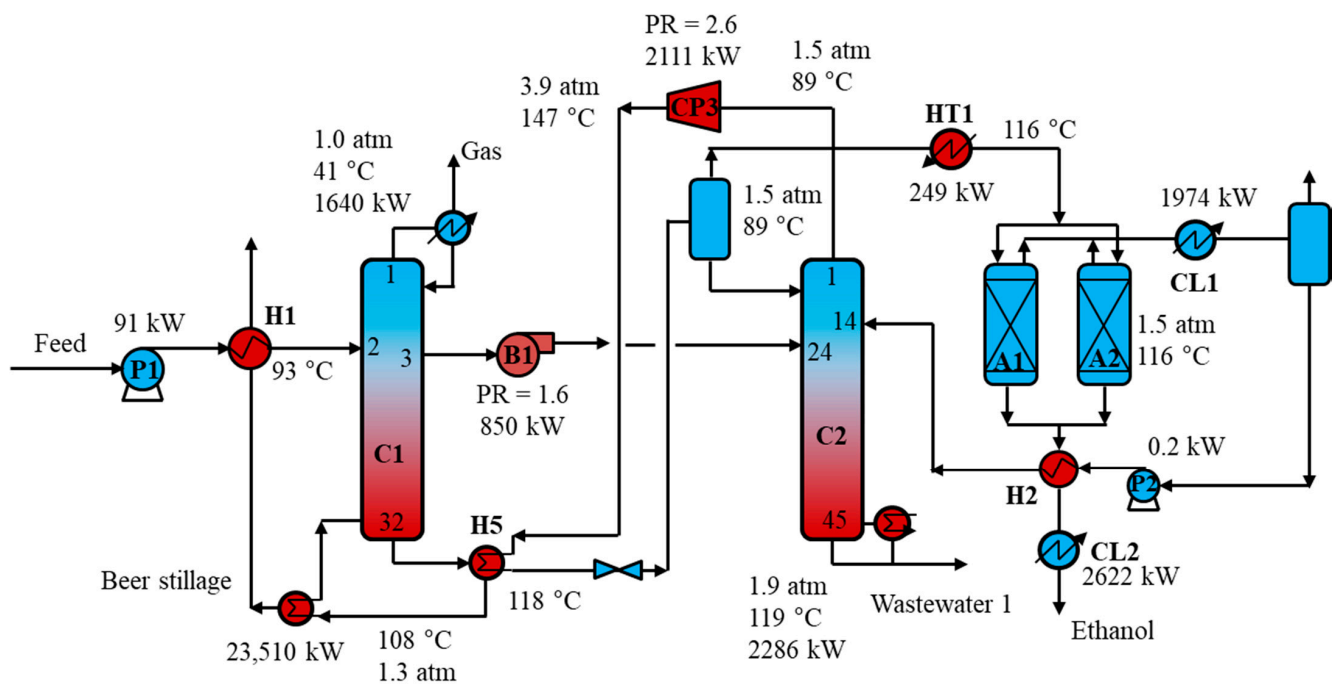 PR = 2.6
2111 kW
1.5 atm
89 °C
3.9 atm
147 °C
CP3
HT1
116 °C
249 kW
1.0 atm
41 °C
1640 kW
Gas
1.5 atm
89 °C
1974 kW
CL1
91 kW
H1
Feed
P1
93 °C
1
2
3
C1
32
B1
PR = 1.6
850 kW
1
14
24
C2
45
A1
A2
1.5 atm
116 °C
0.2 kW
P2
H2
CL2
2622 kW
Ethanol
H5
118 °C
Beer stillage
23,510 kW
108 °C
1.3 atm
1.9 atm
119 °C
2286 kW
Wastewater 1